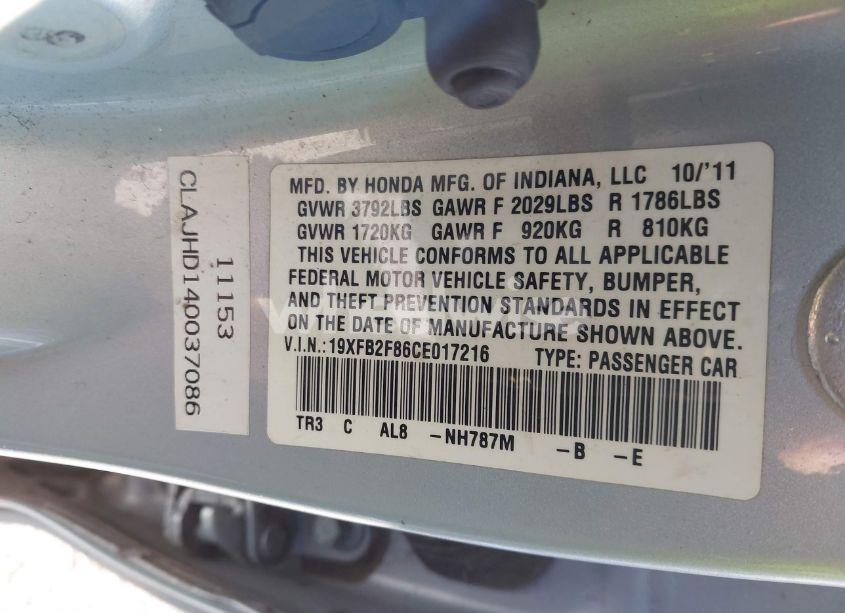 11153
CLAJHD140037086
MFD. BY HONDA MFG. OF INDIANA, LLC 10/'11
GVWR 3792LBS GAWR F 2029LBS R 1786LBS
GVWR 1720KG GAWR F 920KG R 810KG
THIS VEHICLE CONFORMS TO ALL APPLICABLE
FEDERAL MOTOR VEHICLE SAFETY, BUMPER,
AND THEFT PREVENTION STANDARDS IN EFFECT
ON THE DATE OF MANUFACTURE SHOWN ABOVE.
V.I.N.:19XFB2F86CE017216 TYPE: PASSENGER CAR
TR3 C AL8 -NH787M -B -E